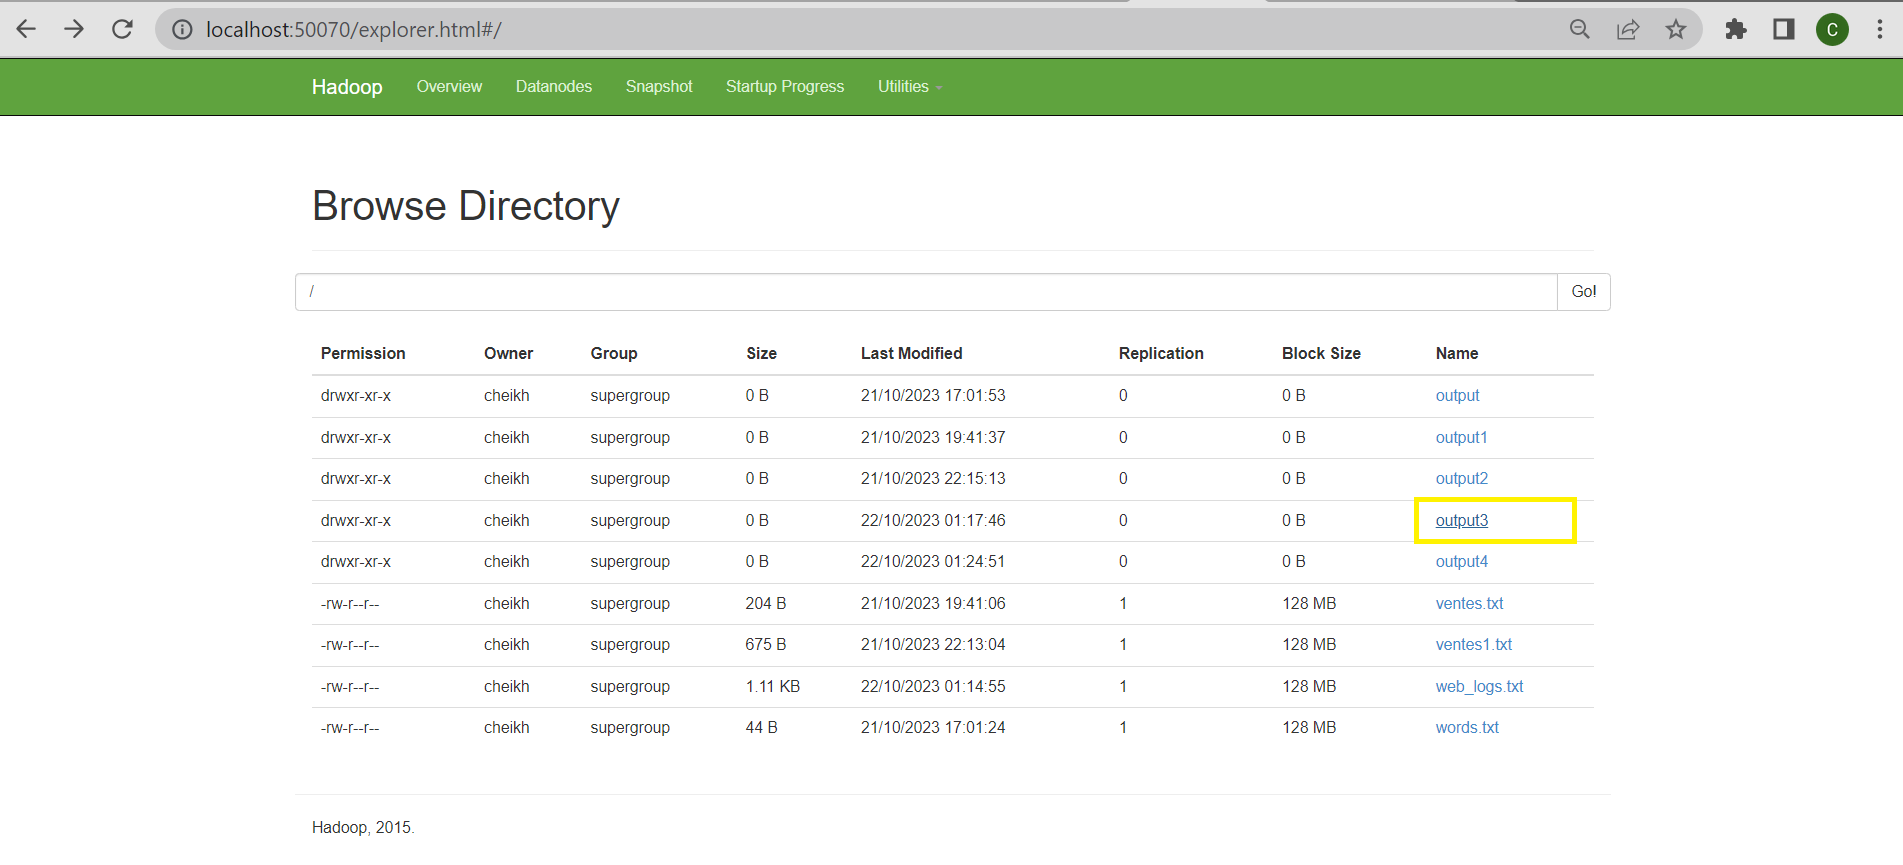 localhost:50070/explorer.html#/
C
Hadoop Overview Datanodes Snapshot Startup Progress Utilities
Browse Directory
/ Go!
Permission Owner Group Size Last Modified Replication Block Size Name
drwxr-xr-x cheikh supergroup 0 B 21/10/2023 17:01:53 0 0 B output
drwxr-xr-x cheikh supergroup 0 B 21/10/2023 19:41:37 0 0 B output1
drwxr-xr-x cheikh supergroup 0 B 21/10/2023 22:15:13 0 0 B output2
drwxr-xr-x cheikh supergroup 0 B 22/10/2023 01:17:46 0 0 B output3
drwxr-xr-x cheikh supergroup 0 B 22/10/2023 01:24:51 0 0 B output4
-rw-r--r-- cheikh supergroup 204 B 21/10/2023 19:41:06 1 128 MB ventes.txt
-rw-r--r-- cheikh supergroup 675 B 21/10/2023 22:13:04 1 128 MB ventes1.txt
-rw-r--r-- cheikh supergroup 1.11 KB 22/10/2023 01:14:55 1 128 MB web_logs.txt
-rw-r--r-- cheikh supergroup 44 B 21/10/2023 17:01:24 1 128 MB words.txt
Hadoop, 2015.